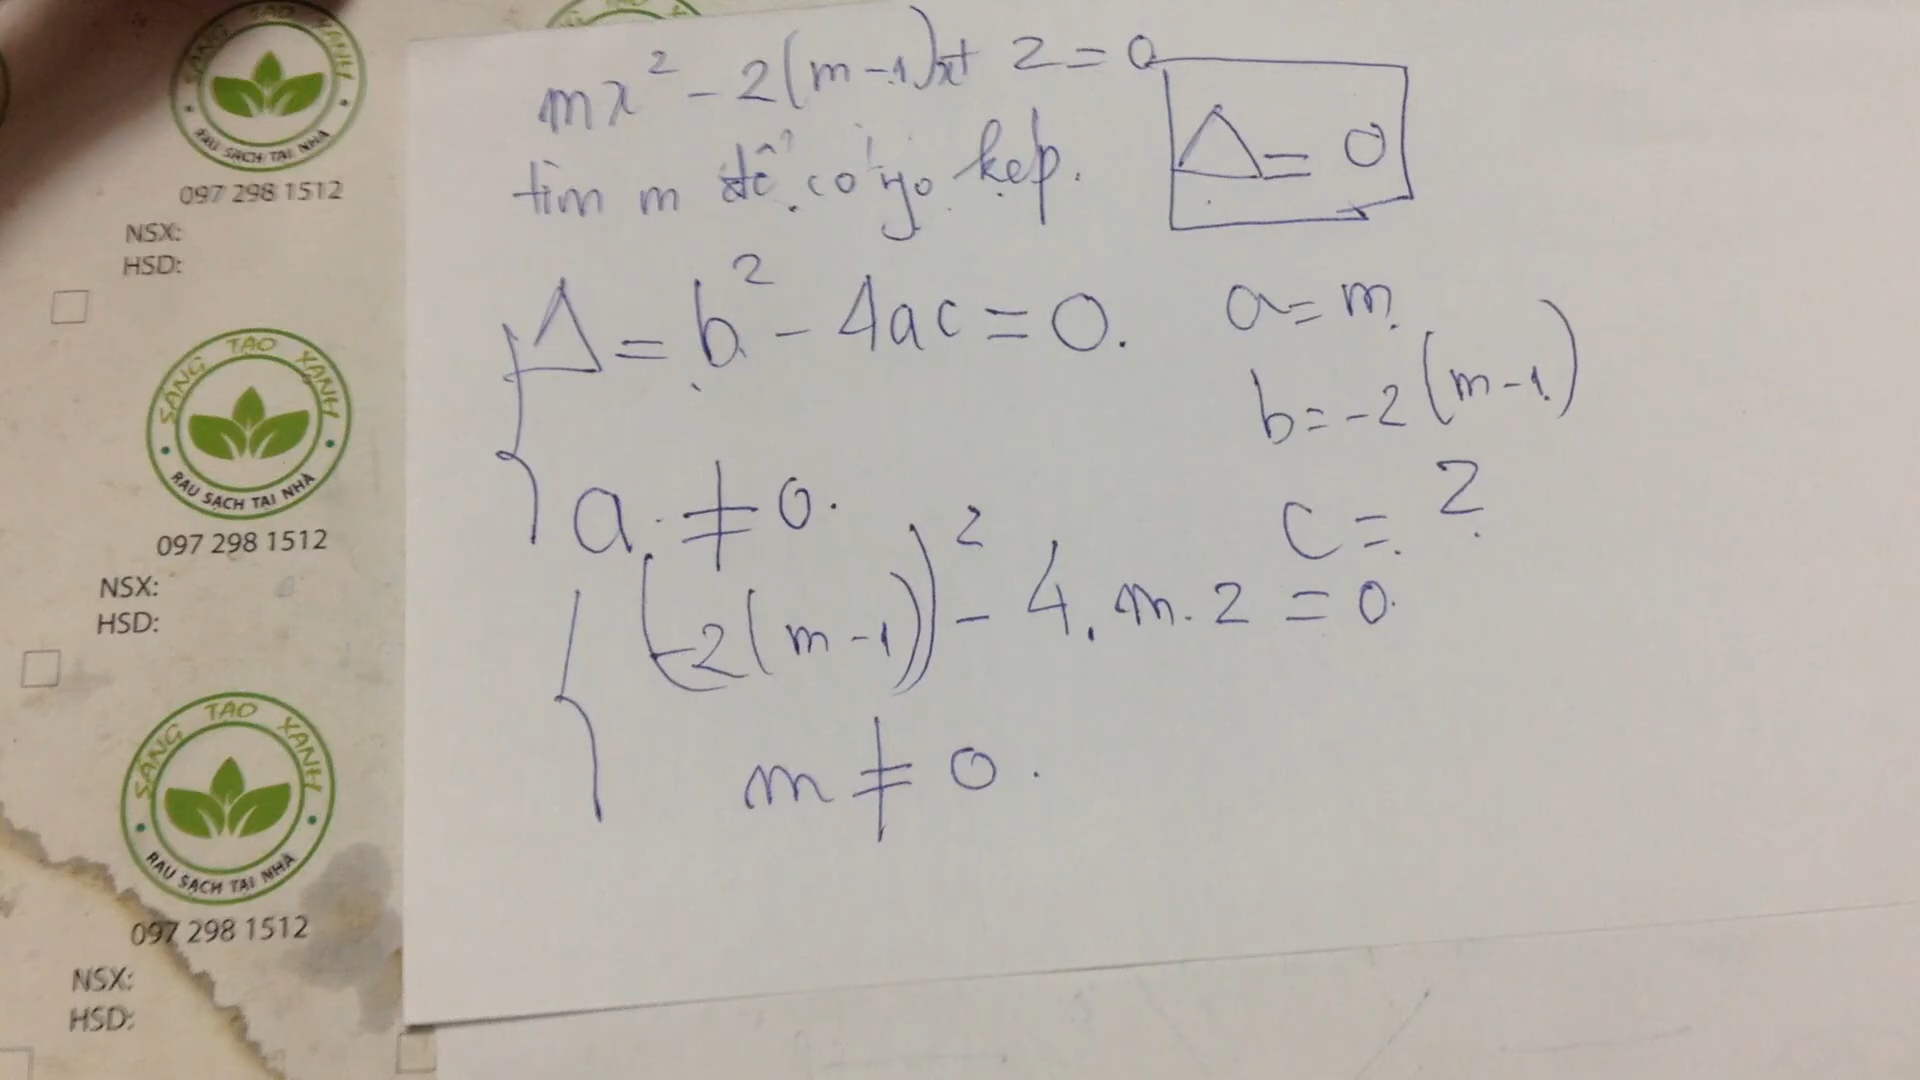 SÁNG TẠO XANH
RAU SẠCH TẠI NHÀ
097 298 1512
NSX:
HSD:
SÁNG TẠO XANH
RAU SẠCH TẠI NHÀ
097 298 1512
NSX:
HSD:
SÁNG TẠO XANH
RAU SẠCH TẠI NHÀ
097 298 1512
NSX:
HSD:
mx² - 2(m-1)x + 2 = 0
tìm m để có no kép.
Δ = 0
Δ = b² - 4ac = 0.
a ≠ 0.
a = m
b = -2(m-1)
c = 2
(-2(m-1))² - 4.m.2 = 0
m ≠ 0.